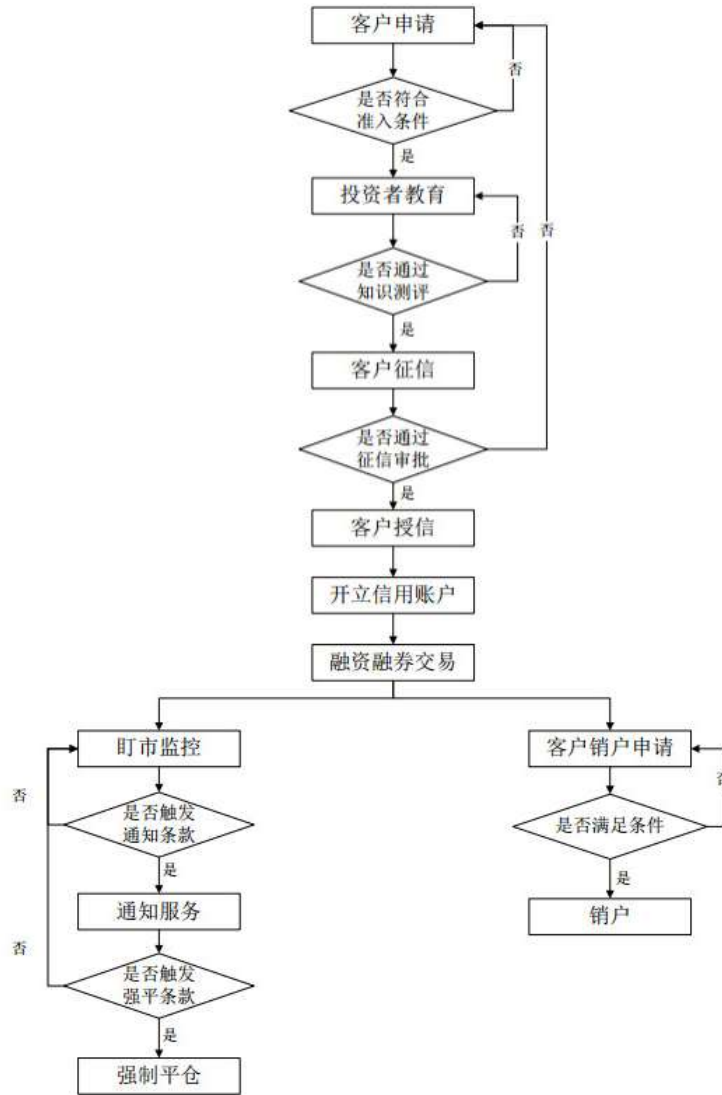 客户申请
否
是否符合
准入条件
是
投资者教育
否
否
是否通过
知识测评
是
客户征信
是否通过
征信审批
是
客户授信
开立信用账户
融资融券交易
盯市监控
否
是否触发
通知条款
是
通知服务
否
是否触发
强平条款
是
强制平仓
客户销户申请
否
是否满足条件
是
销户